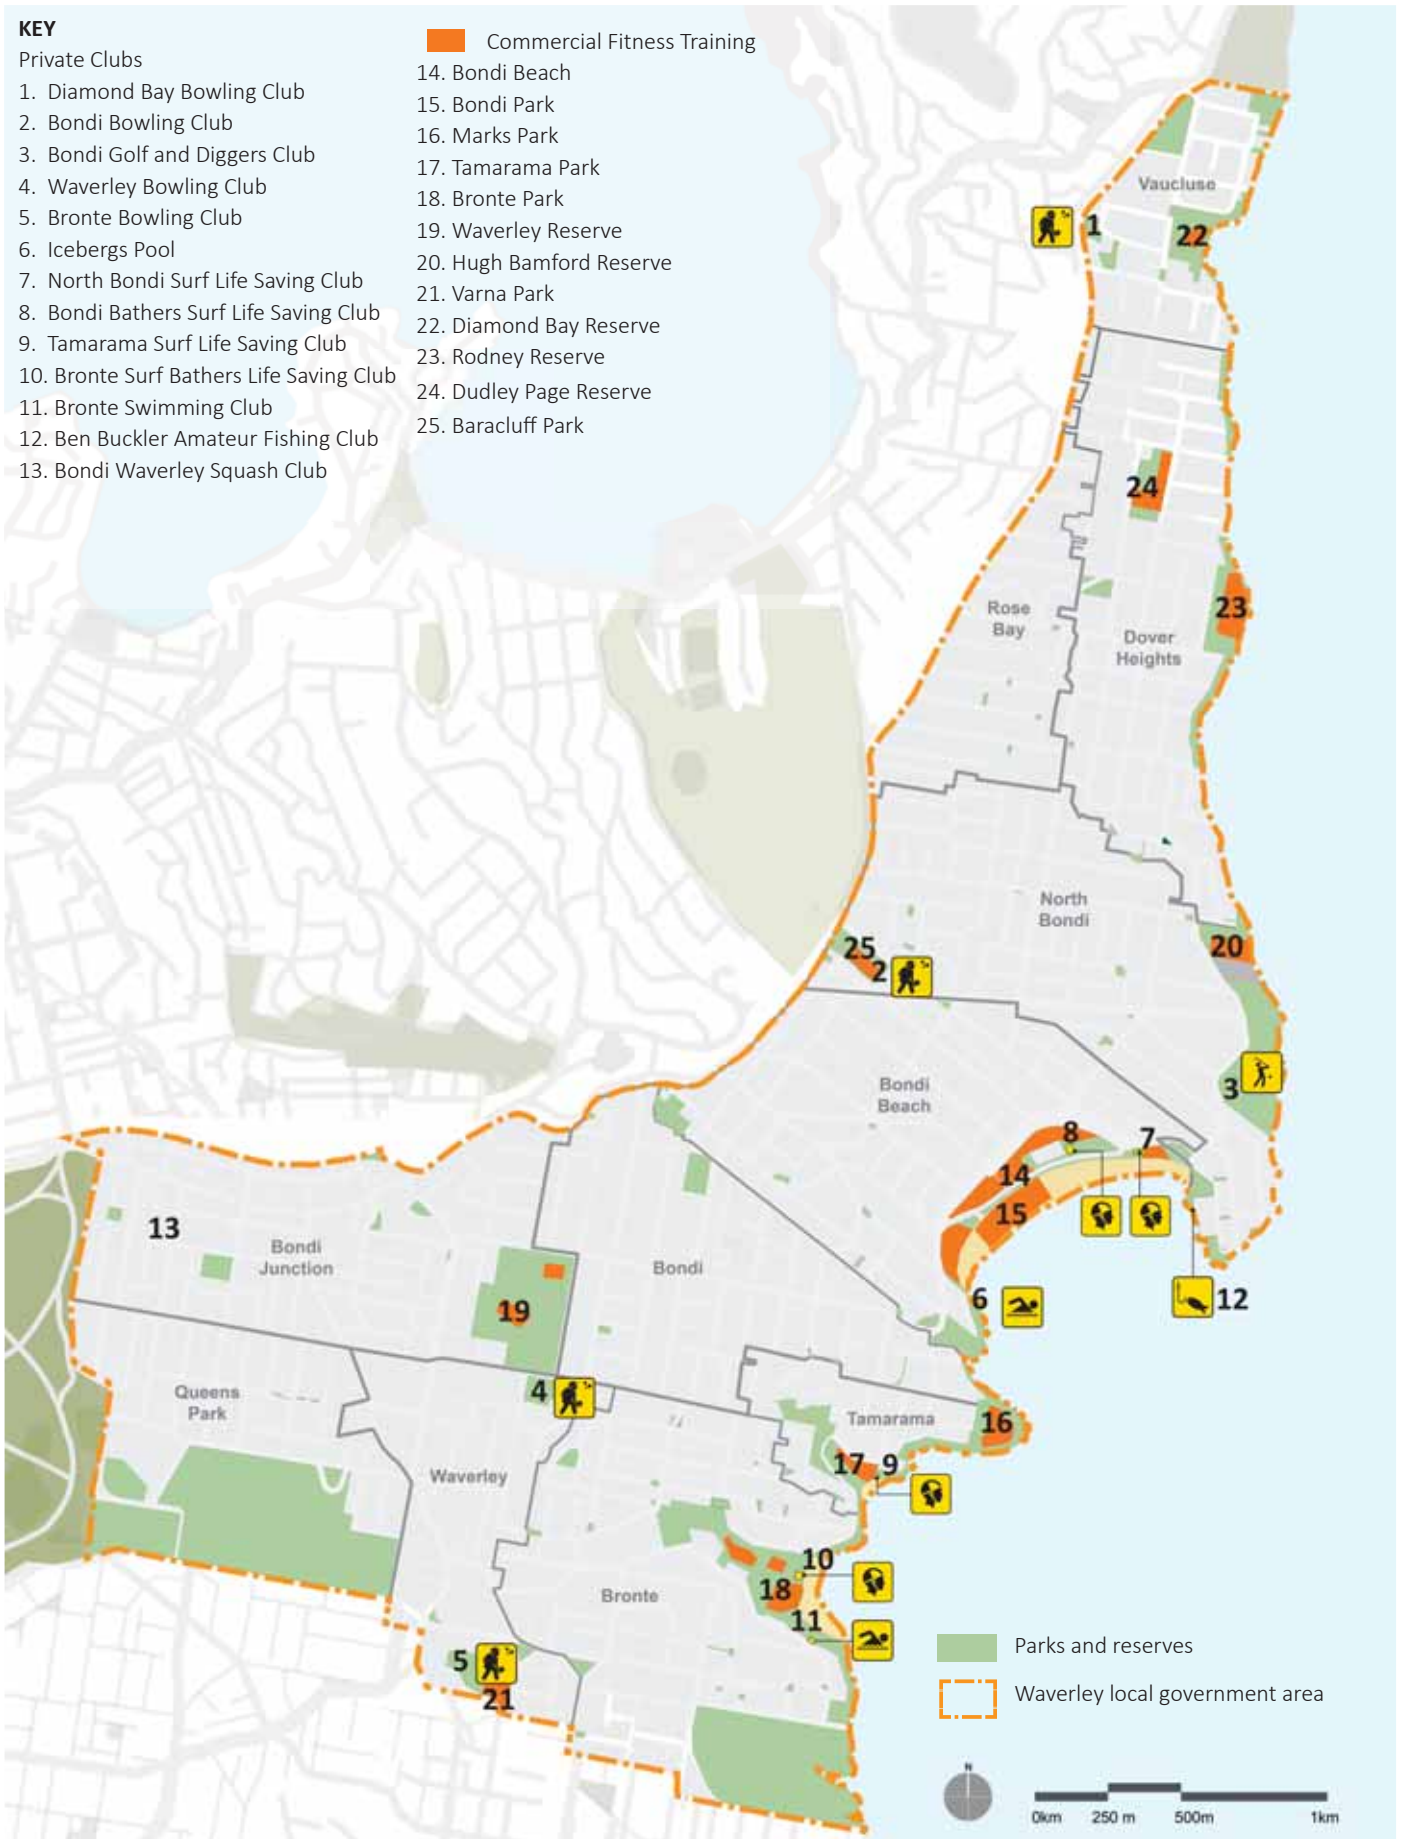 KEY
Private Clubs
1. Diamond Bay Bowling Club
2. Bondi Bowling Club
3. Bondi Golf and Diggers Club
4. Waverley Bowling Club
5. Bronte Bowling Club
6. Icebergs Pool
7. North Bondi Surf Life Saving Club
8. Bondi Bathers Surf Life Saving Club
9. Tamarama Surf Life Saving Club
10. Bronte Surf Bathers Life Saving Club
11. Bronte Swimming Club
12. Ben Buckler Amateur Fishing Club
13. Bondi Waverley Squash Club
Commercial Fitness Training
14. Bondi Beach
15. Bondi Park
16. Marks Park
17. Tamarama Park
18. Bronte Park
19. Waverley Reserve
20. Hugh Bamford Reserve
21. Varna Park
22. Diamond Bay Reserve
23. Rodney Reserve
24. Dudley Page Reserve
25. Baracluff Park
Vaucluse
1
22
24
23
Rose
Bay
Dover
Heights
North
Bondi
25
2
20
3
Bondi
Beach
8
7
14
15
13
Bondi
Junction
Bondi
19
6
12
4
Queens
Park
Tamarama
16
Waverley
17
9
10
18
Bronte
11
5
21
Parks and reserves
Waverley local government area
N
0km
250 m
500m
1km